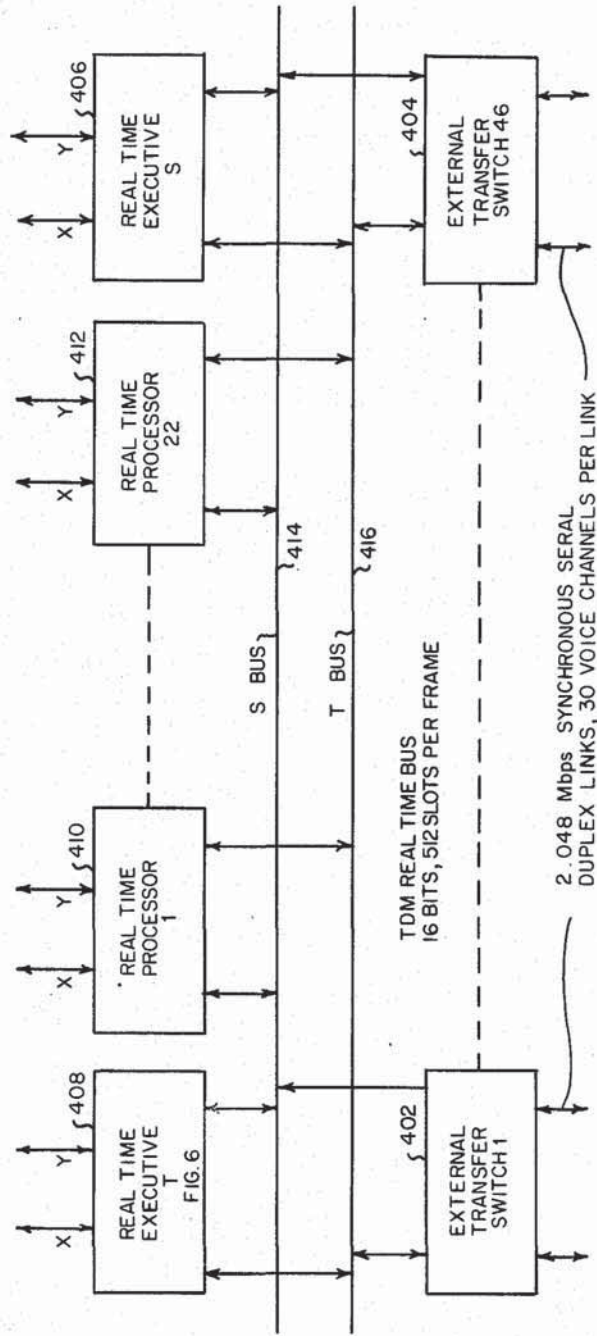 X
Y
408
REAL TIME
EXECUTIVE
T
FIG. 6
X
Y
410
REAL TIME
PROCESSOR
1
X
Y
412
REAL TIME
PROCESSOR
22
X
Y
406
REAL TIME
EXECUTIVE
S
S BUS
414
T BUS
416
TDM REAL TIME BUS
16 BITS, 512 SLOTS PER FRAME
402
EXTERNAL
TRANSFER
SWITCH 1
404
EXTERNAL
TRANSFER
SWITCH 46
2.048 Mbps SYNCHRONOUS SERAL
DUPLEX LINKS, 30 VOICE CHANNELS PER LINK